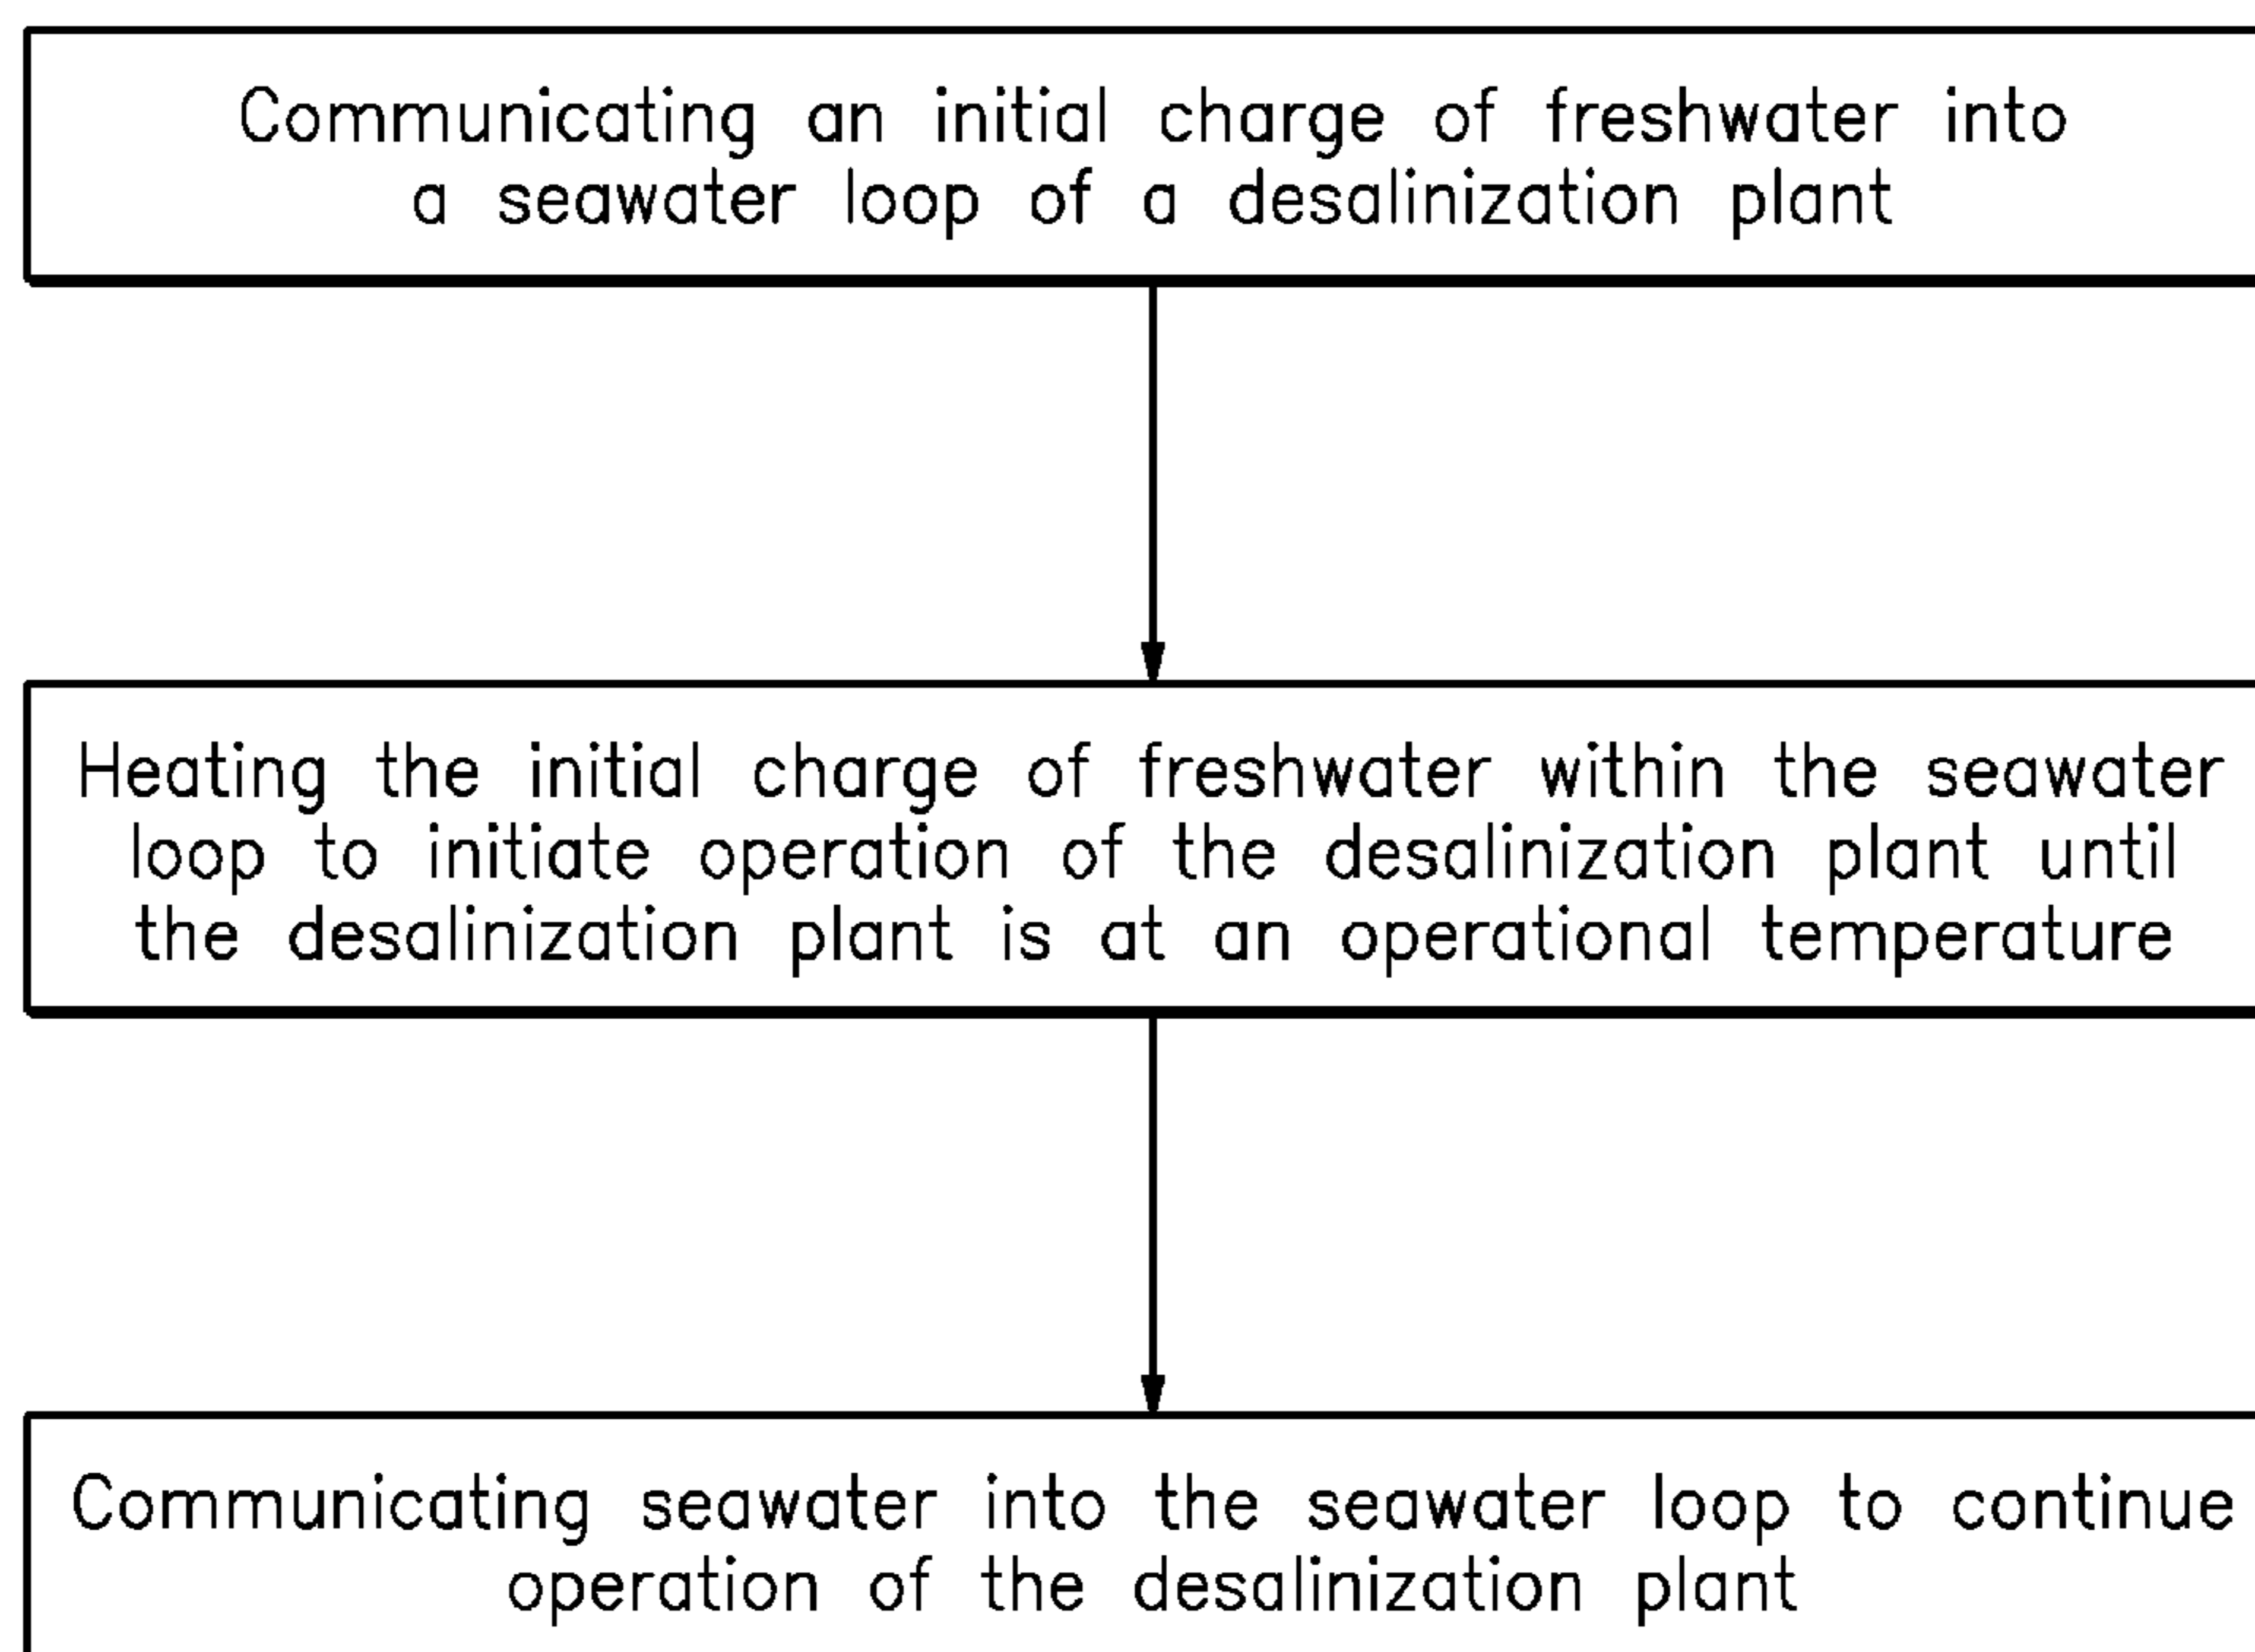 Communicating an initial charge of freshwater into
a seawater loop of a desalinization plant
Heating the initial charge of freshwater within the seawater
loop to initiate operation of the desalinization plant until
the desalinization plant is at an operational temperature
Communicating seawater into the seawater loop to continue
operation of the desalinization plant